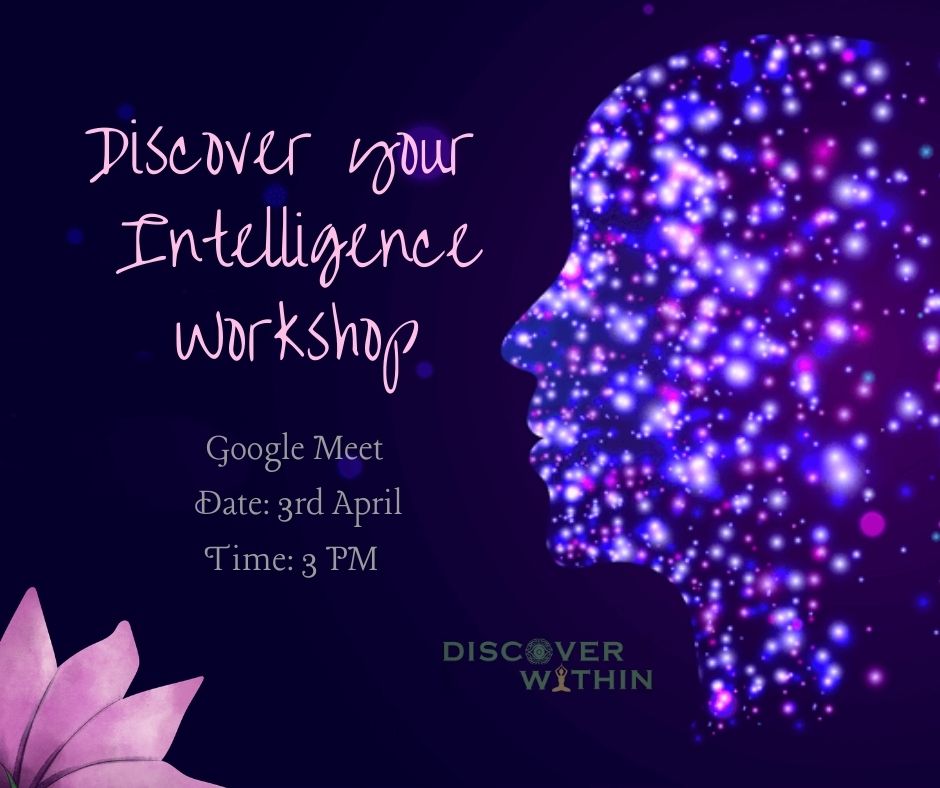 Discover your
Intelligence
Workshop
Google Meet
Date: 3rd April
Time: 3 PM
DISCOVER
WITHIN